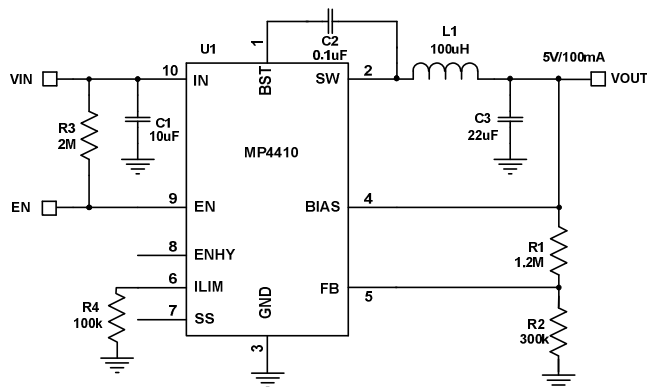 U1
1
C2
0.1uF
L1
100uH
5V/100mA
VIN
10
IN
BST
SW
2
VOUT
R3
2M
C1
10uF
C3
22uF
MP4410
EN
9
EN
BIAS
4
8
ENHY
R1
1.2M
6
ILIM
FB
5
R4
100k
7
SS
GND
R2
300k
3